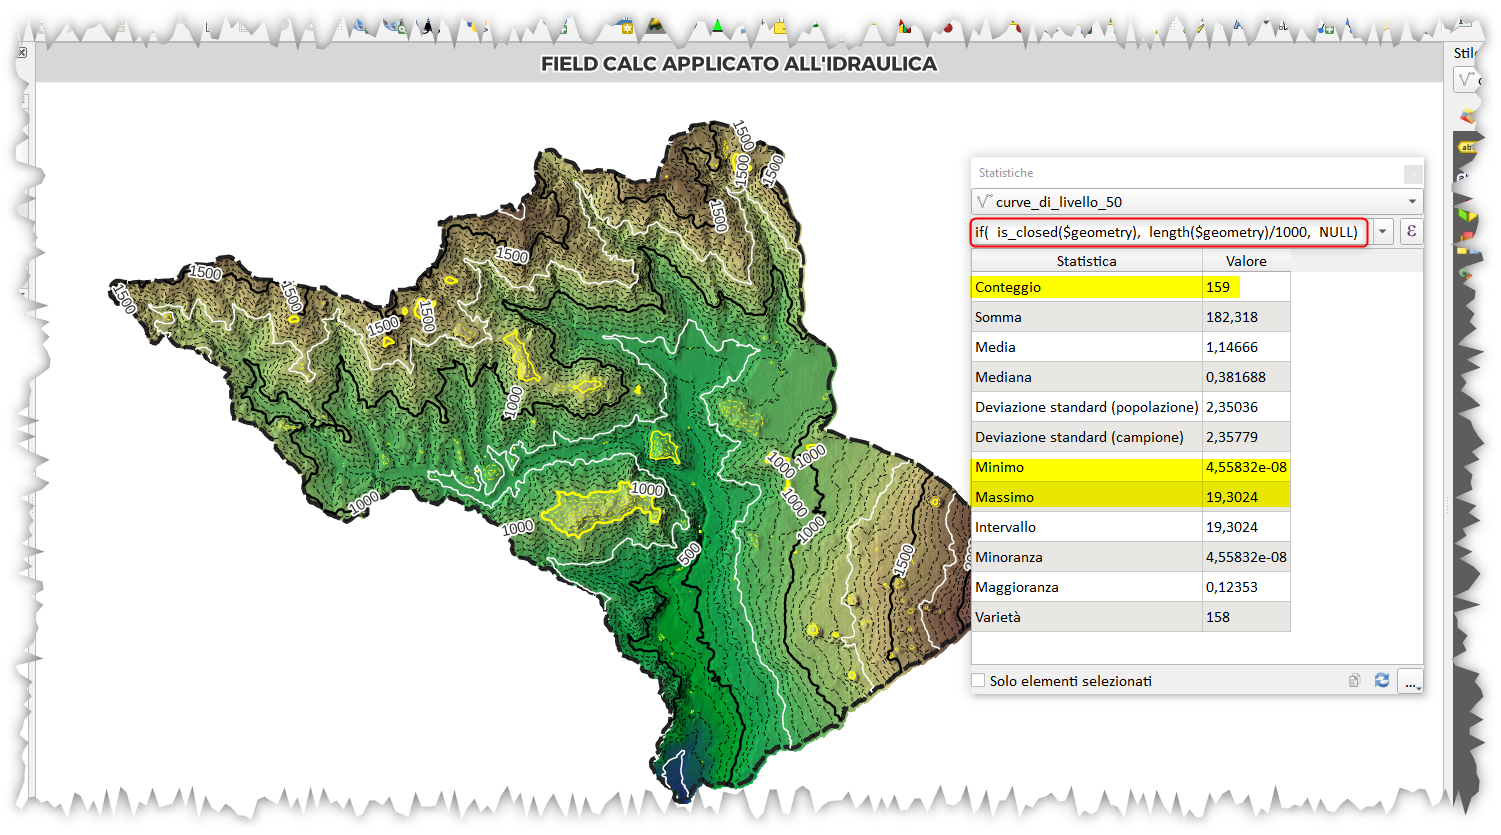 FIELD CALC APPLICATO ALL'IDRAULICA
Statistiche
curve_di_livello_50
if( is_closed($geometry), length($geometry)/1000, NULL)
ε
Statistica Valore
Conteggio 159
Somma 182,318
Media 1,14666
Mediana 0,381688
Deviazione standard (popolazione) 2,35036
Deviazione standard (campione) 2,35779
Minimo 4,55832e-08
Massimo 19,3024
Intervallo 19,3024
Minoranza 4,55832e-08
Maggioranza 0,12353
Varietà 158
Solo elementi selezionati
...
1500
1500
1500
1500
1500
1500
1500
1500
1500
1500
1000
1000
1000
1000
1000
1000
1000
1000
500
1500